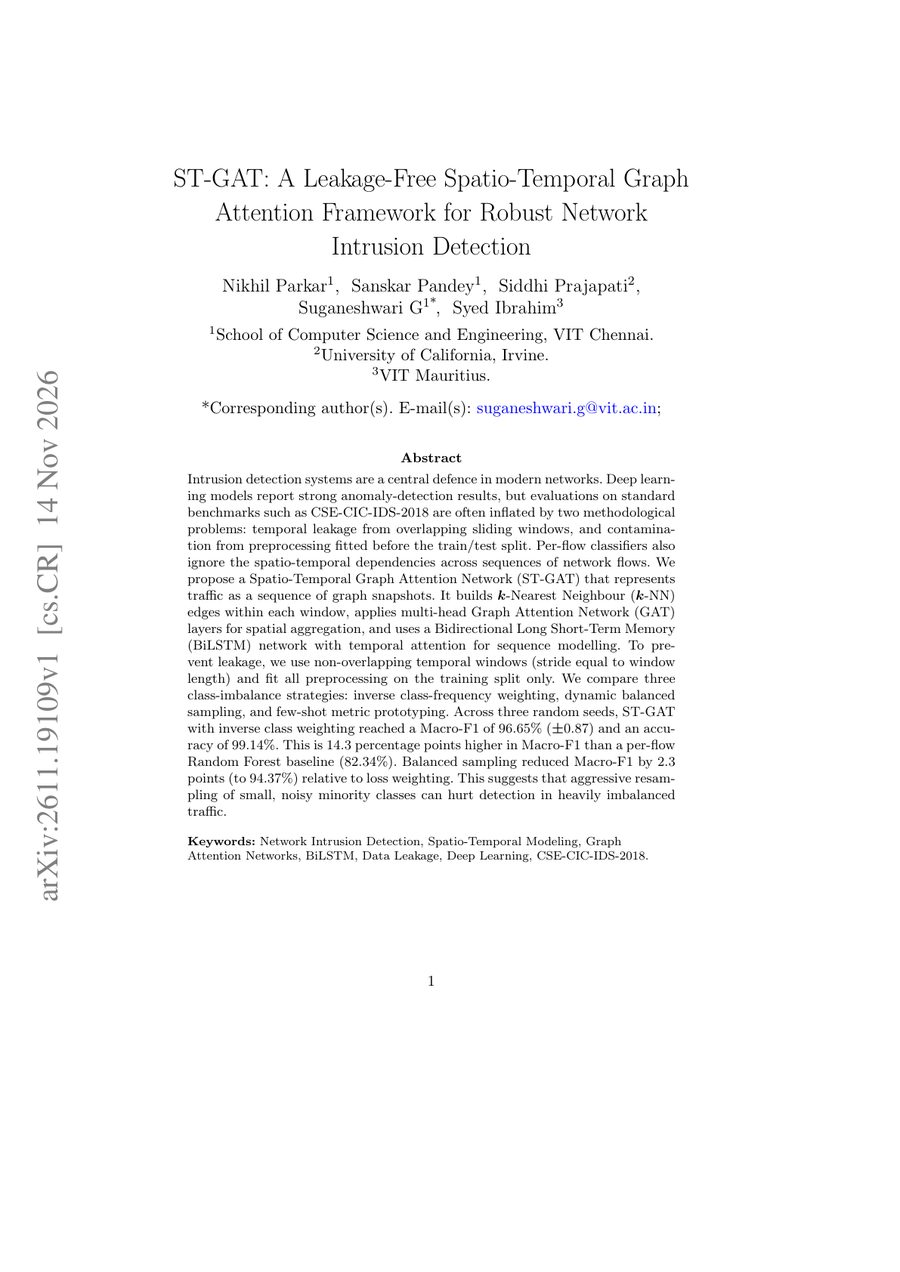 ST-GAT: A Leakage-Free Spatio-Temporal Graph
Attention Framework for Robust Network
Intrusion Detection
Nikhil Parkar1, Sanskar Pandey1, Siddhi Prajapati2,
Suganeshwari G1*, Syed Ibrahim3
1School of Computer Science and Engineering, VIT Chennai.
2University of California, Irvine.
3VIT Mauritius.
*Corresponding author(s). E-mail(s): suganeshwari.g@vit.ac.in;
Abstract
Intrusion detection systems are a central defence in modern networks. Deep learn-
ing models report strong anomaly-detection results, but evaluations on standard
benchmarks such as CSE-CIC-IDS-2018 are often inflated by two methodological
problems: temporal leakage from overlapping sliding windows, and contamina-
tion from preprocessing fitted before the train/test split. Per-flow classifiers also
ignore the spatio-temporal dependencies across sequences of network flows. We
propose a Spatio-Temporal Graph Attention Network (ST-GAT) that represents
traffic as a sequence of graph snapshots. It builds k-Nearest Neighbour (k-NN)
edges within each window, applies multi-head Graph Attention Network (GAT)
layers for spatial aggregation, and uses a Bidirectional Long Short-Term Memory
(BiLSTM) network with temporal attention for sequence modelling. To pre-
vent leakage, we use non-overlapping temporal windows (stride equal to window
length) and fit all preprocessing on the training split only. We compare three
class-imbalance strategies: inverse class-frequency weighting, dynamic balanced
sampling, and few-shot metric prototyping. Across three random seeds, ST-GAT
with inverse class weighting reached a Macro-F1 of 96.65% (±0.87) and an accu-
racy of 99.14%. This is 14.3 percentage points higher in Macro-F1 than a per-flow
Random Forest baseline (82.34%). Balanced sampling reduced Macro-F1 by 2.3
points (to 94.37%) relative to loss weighting. This suggests that aggressive resam-
pling of small, noisy minority classes can hurt detection in heavily imbalanced
traffic.
Keywords: Network Intrusion Detection, Spatio-Temporal Modeling, Graph
Attention Networks, BiLSTM, Data Leakage, Deep Learning, CSE-CIC-IDS-2018.
1
arXiv:2611.19109v1 [cs.CR] 14 Nov 2026